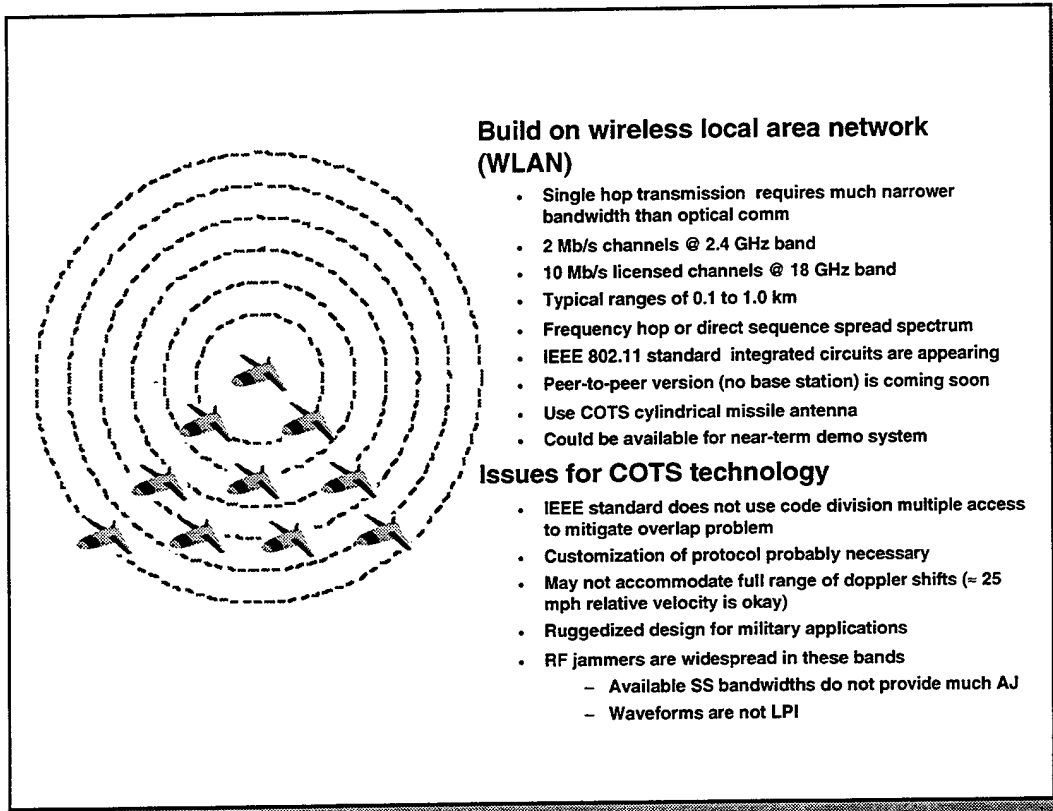 Build on wireless local area network
(WLAN)
• Single hop transmission requires much narrower
bandwidth than optical comm
• 2 Mb/s channels @ 2.4 GHz band
• 10 Mb/s licensed channels @ 18 GHz band
• Typical ranges of 0.1 to 1.0 km
• Frequency hop or direct sequence spread spectrum
• IEEE 802.11 standard integrated circuits are appearing
• Peer-to-peer version (no base station) is coming soon
• Use COTS cylindrical missile antenna
• Could be available for near-term demo system
Issues for COTS technology
• IEEE standard does not use code division multiple access
to mitigate overlap problem
• Customization of protocol probably necessary
• May not accommodate full range of doppler shifts (≈ 25
mph relative velocity is okay)
• Ruggedized design for military applications
• RF jammers are widespread in these bands
– Available SS bandwidths do not provide much AJ
– Waveforms are not LPI